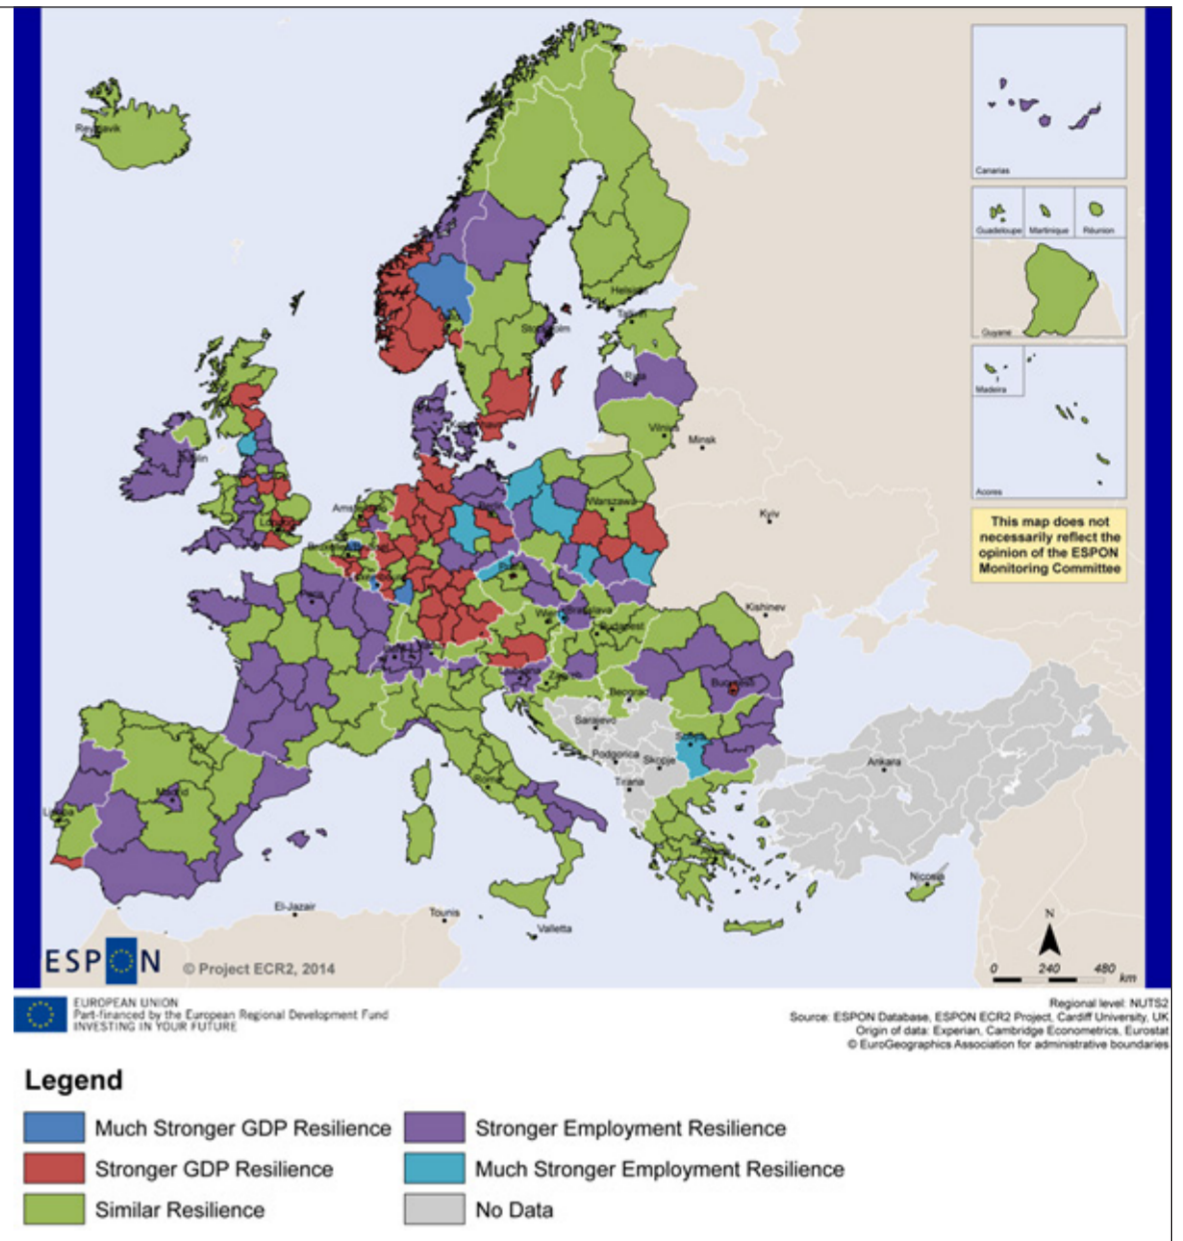 Reykjavik
Canarias
Guadeloupe
Martinique
Réunion
Guyane
Madeira
Acores
Helsinki
Riga
Vilnius
Minsk
Warszawa
Kyiv
This map does not
necessarily reflect the
opinion of the ESPON
Monitoring Committee
Kishinev
Bratislava
Budapest
Zagreb
Beograd
Sarajevo
Podgorica
Skopje
Tirana
Ankara
Roma
Madrid
Nicosia
El-Jazair
Tounis
Valletta
N
0 240 480
km
ESPON
© Project ECR2, 2014
EUROPEAN UNION
Part-financed by the European Regional Development Fund
INVESTING IN YOUR FUTURE
Regional level: NUTS2
Source: ESPON Database, ESPON ECR2 Project, Cardiff University, UK
Origin of data: Experian, Cambridge Econometrics, Eurostat
© EuroGeographics Association for administrative boundaries
Legend
Much Stronger GDP Resilience
Stronger GDP Resilience
Similar Resilience
Stronger Employment Resilience
Much Stronger Employment Resilience
No Data